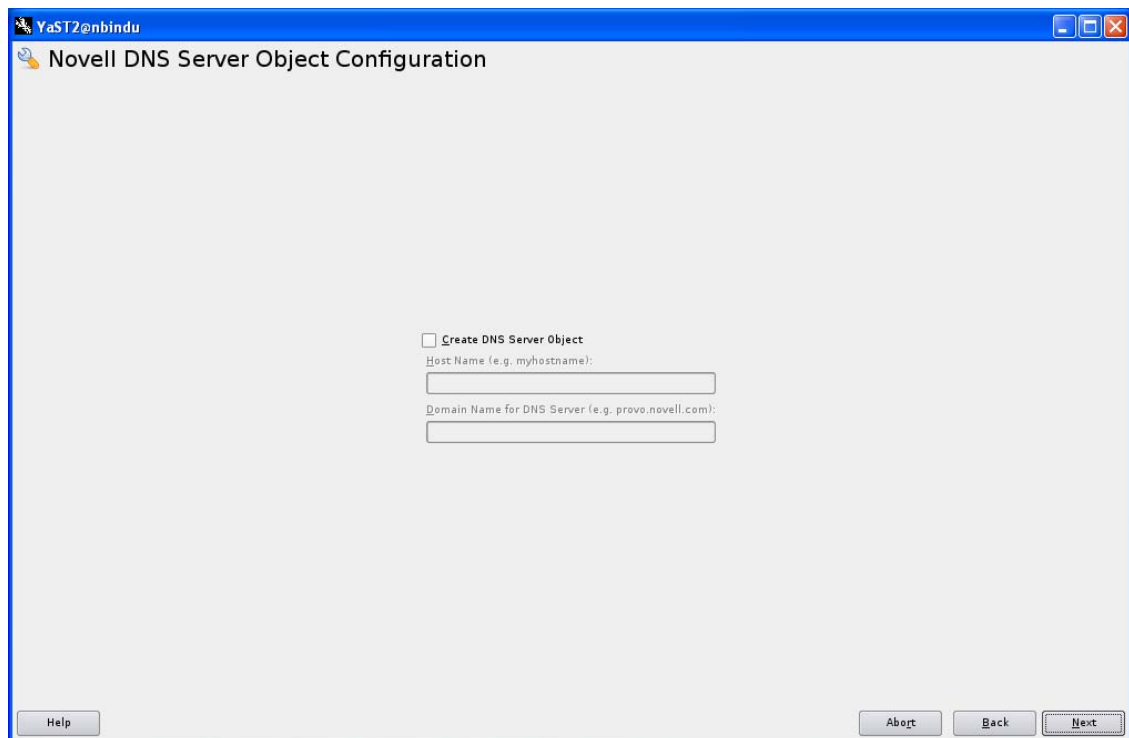 YaST2@nbindu
Novell DNS Server Object Configuration
Create DNS Server Object
Host Name (e.g. myhostname):
Domain Name for DNS Server (e.g. provo.novell.com):
Help
Abort
Back
Next